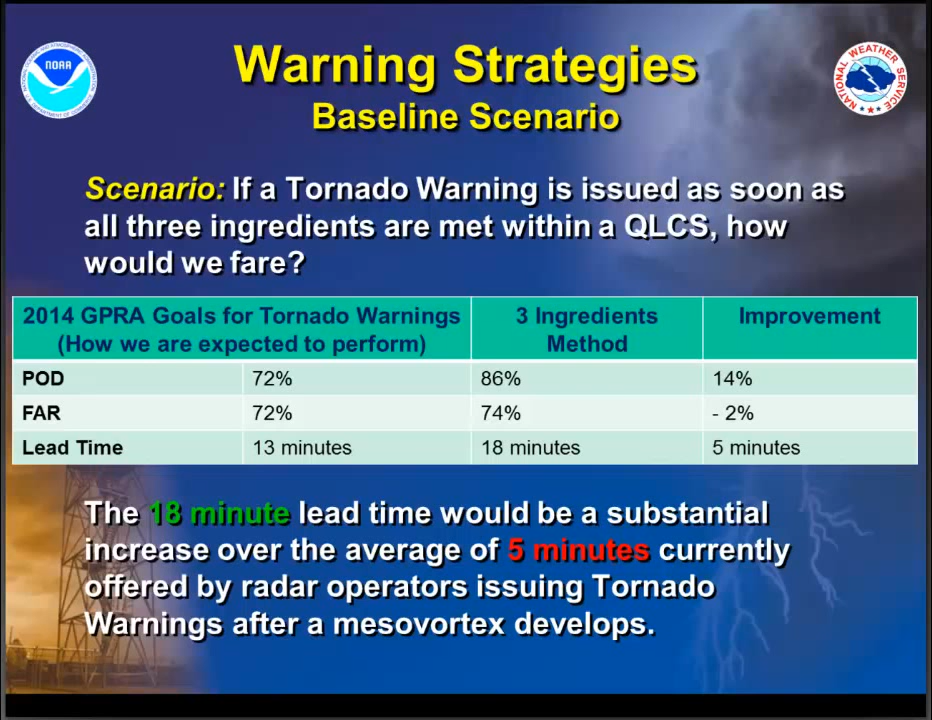 NOAA
NATIONAL WEATHER SERVICE
Warning Strategies
Baseline Scenario
Scenario: If a Tornado Warning is issued as soon as
all three ingredients are met within a QLCS, how
would we fare?
2014 GPRA Goals for Tornado Warnings
(How we are expected to perform)
3 Ingredients
Method
Improvement
POD 72% 86% 14%
FAR 72% 74% - 2%
Lead Time 13 minutes 18 minutes 5 minutes
The 18 minute lead time would be a substantial
increase over the average of 5 minutes currently
offered by radar operators issuing Tornado
Warnings after a mesovortex develops.